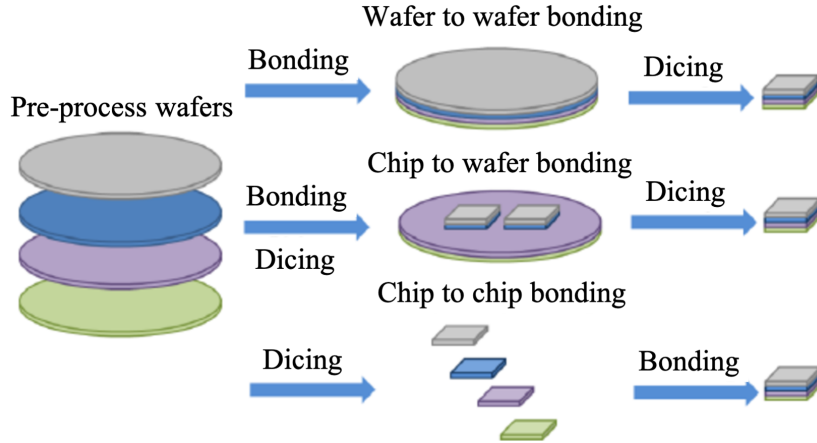 Wafer to wafer bonding
Bonding
Dicing
Pre-process wafers
Chip to wafer bonding
Bonding
Dicing
Dicing
Chip to chip bonding
Dicing
Bonding